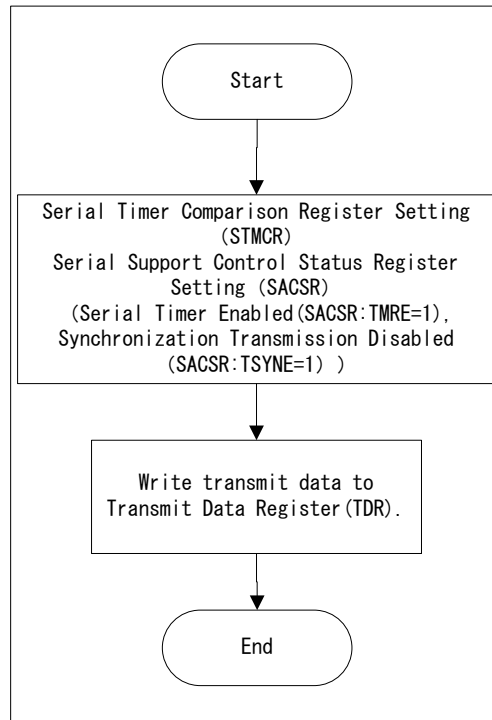 Start
Serial Timer Comparison Register Setting
(STMCR)
Serial Support Control Status Register
Setting (SACSR)
(Serial Timer Enabled(SACSR:TMRE=1),
Synchronization Transmission Disabled
(SACSR:TSYNE=1) )
Write transmit data to
Transmit Data Register(TDR).
End